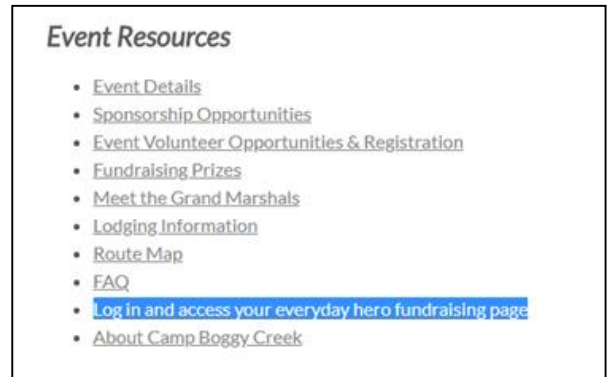 Event Resources
Event Details
Sponsorship Opportunities
Event Volunteer Opportunities & Registration
Fundraising Prizes
Meet the Grand Marshals
Lodging Information
Route Map
FAQ
Log in and access your everyday hero fundraising page
About Camp Boggy Creek